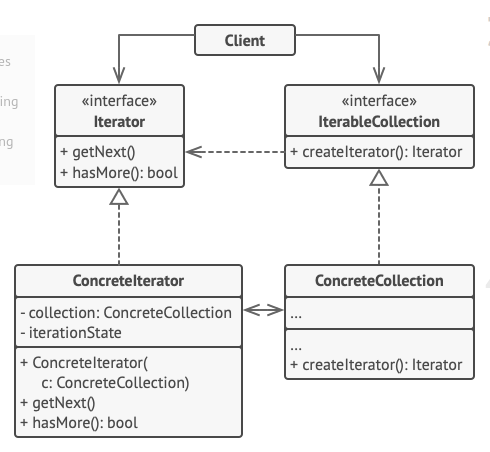 Client
es
ing
ng
«interface»
Iterator
+ getNext()
+ hasMore(): bool
«interface»
IterableCollection
+ createIterator(): Iterator
ConcreteIterator
- collection: ConcreteCollection
- iterationState
+ ConcreteIterator(
c: ConcreteCollection)
+ getNext()
+ hasMore(): bool
ConcreteCollection
...
...
+ createIterator(): Iterator